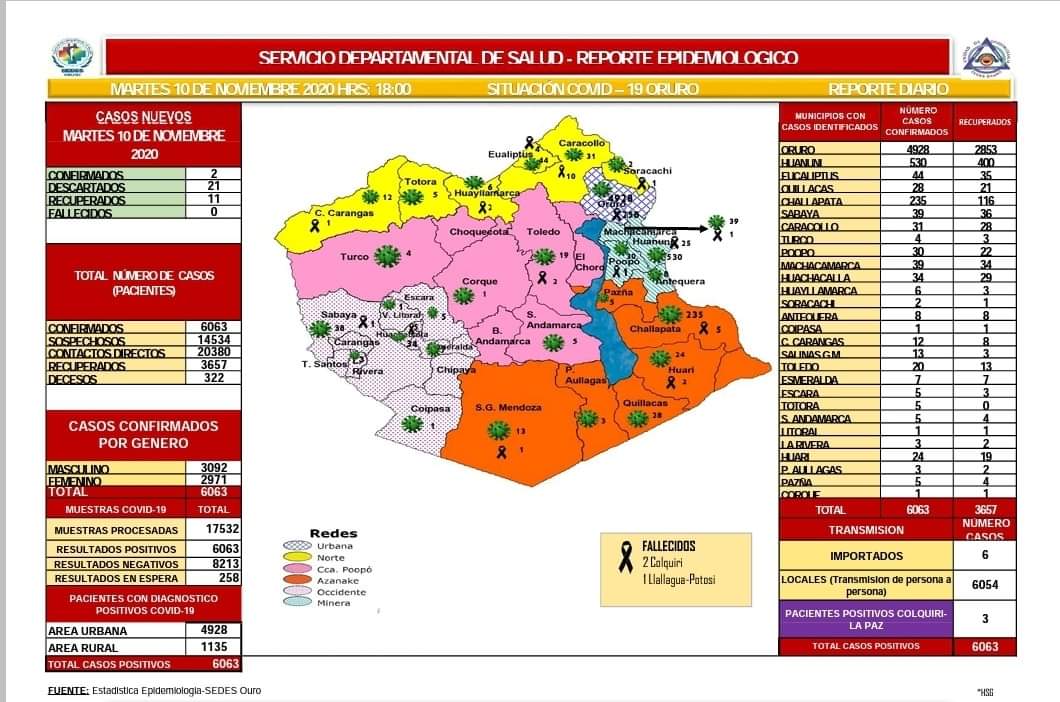 SERVICIO DEPARTAMENTAL DE SALUD - REPORTE EPIDEMIOLOGICO
MARTES 10 DE NOVIEMBRE 2020 HRS: 18:00 SITUACIÓN COVID – 19 ORURO REPORTE DIARIO
CASOS NUEVOS
MARTES 10 DE NOVIEMBRE
2020
CONFIRMADOS 2
DESCARTADOS 21
RECUPERADOS 11
FALLECIDOS 0
TOTAL NÚMERO DE CASOS
(PACIENTES)
CONFIRMADOS 6063
SOSPECHOSOS 14534
CONTACTOS DIRECTOS 20380
RECUPERADOS 3657
DECESOS 322
CASOS CONFIRMADOS
POR GENERO
MASCULINO 3092
FEMENINO 2971
TOTAL 6063
MUESTRAS COVID-19 TOTAL
MUESTRAS PROCESADAS 17532
RESULTADOS POSITIVOS 6063
RESULTADOS NEGATIVOS 8213
RESULTADOS EN ESPERA 258
PACIENTES CON DIAGNOSTICO
POSITIVOS COVID-19
AREA URBANA 4928
AREA RURAL 1135
TOTAL CASOS POSITIVOS 6063
FUENTE: Estadistica Epidemiologia-SEDES Ouro
Caracollo
31
10
Eualiptus
4
44
Soracachi
2
1
Totora
5
Huayllamarca
6
2
12
C. Carangas
1
4928
Oruro
256
Choquecota
Toledo
19
2
Machacamarca
39
1
Huanuni
25
530
Poopo
30
1
Antequera
8
El
Choro
Turco
4
Corque
1
Pazña
5
Escara
5
V. Litoral
1
Sabaya
38
1
Huachacalla
34
Carangas
Esmeralda
7
T. Santos
3
Rivera
Chipaya
Coipasa
1
S.
Andamarca
5
B.
Andamarca
235
Challapata
5
24
Huari
2
P.
Aullagas
3
Quillacas
28
S.G. Mendoza
13
1
Redes
Urbana
Norte
Cca. Poopó
Azanake
Occidente
Minera
FALLECIDOS
2 Colquiri
1 Llallagua-Potosi
MUNICIPIOS CON
CASOS IDENTIFICADOS
NÚMERO
CASOS
CONFIRMADOS
RECUPERADOS
ORURO 4928 2853
HUANUNI 530 400
EUCALIPTUS 44 35
QUILLACAS 28 21
CHALLAPATA 235 116
SABAYA 39 36
CARACOLLO 31 28
TURCO 4 3
POOPO 30 22
MACHACAMARCA 39 34
HUACHACALLA 34 29
HUAYLLAMARCA 6 3
SORACACHI 2 1
ANTEQUERA 8 8
COIPASA 1 1
C. CARANGAS 12 8
SALINAS G.M 13 3
TOLEDO 20 13
ESMERALDA 7 7
ESCARA 5 3
TOTORA 5 0
S. ANDAMARCA 5 4
LITORAL 1 1
LA RIVERA 3 2
HUARI 24 19
P. AULLAGAS 3 2
PAZÑA 5 4
CORQUE 1 1
TOTAL 6063 3657
TRANSMISION NÚMERO
CASOS
IMPORTADOS 6
LOCALES (Transmision de persona a
persona) 6054
PACIENTES POSITIVOS COLQUIRI-
LA PAZ 3
TOTAL CASOS POSITIVOS 6063
*HSG